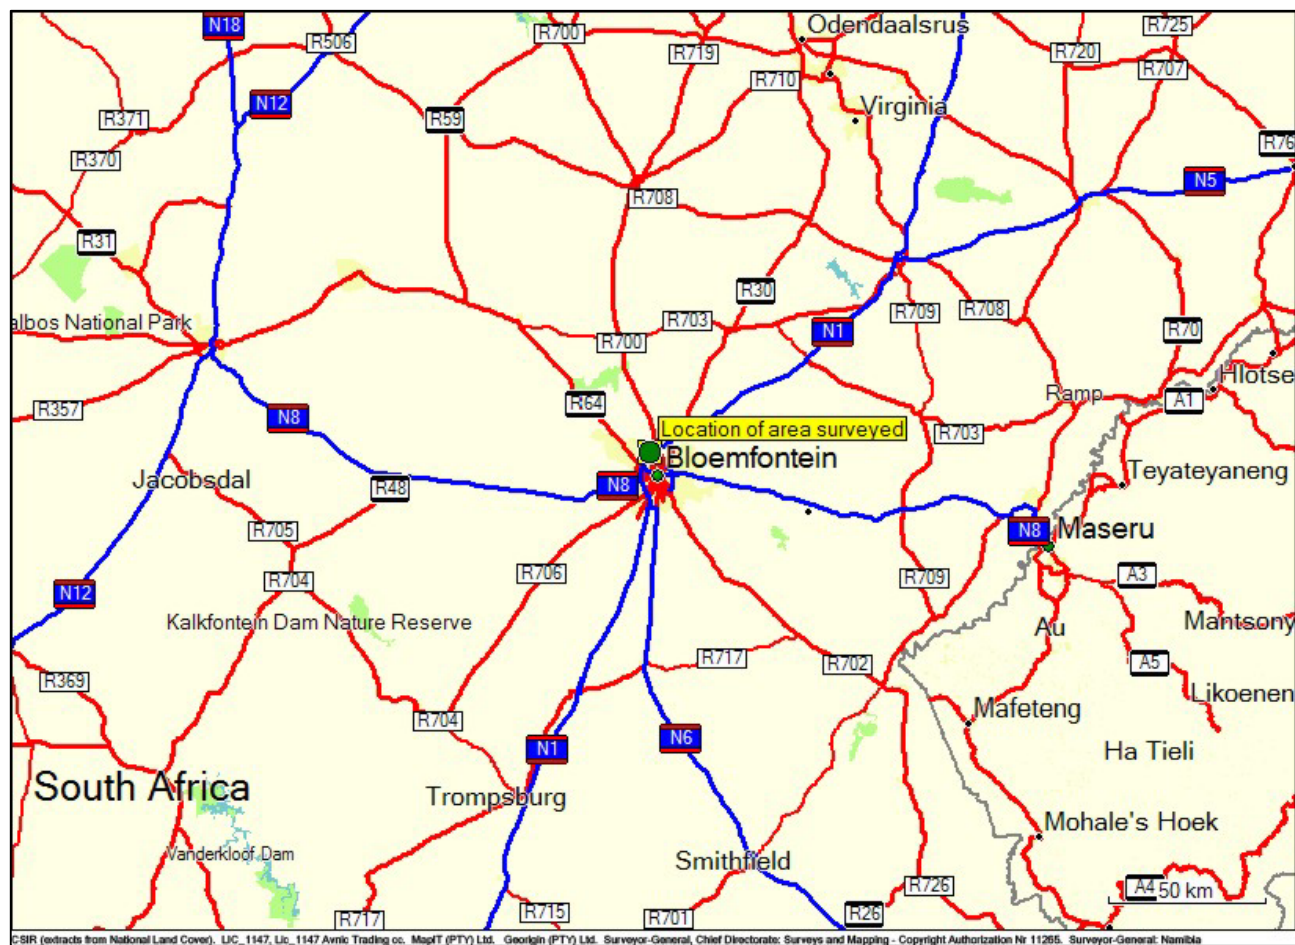 N18
R506
R700
R719
Odendaalsrus
R725
R720
R707
R710
N12
R59
Virginia
R371
R370
R76
N5
R708
R31
R30
R703
R709
R708
albos National Park
N1
R70
R700
Hlotse
Ramp
A1
R64
R357
N8
Location of area surveyed
R703
Bloemfontein
Teyateyaneng
Jacobsdal
R48
N8
N8
Maseru
R705
R704
R706
R709
A3
N12
Kalkfontein Dam Nature Reserve
Au
Mantsony
R717
R702
A5
R369
Likoenen
R704
Mafeteng
N1
N6
Ha Tieli
South Africa
Trompsburg
Mohale's Hoek
Vanderkloof Dam
Smithfield
R726
A4
50 km
R717
R715
R701
R26
CSIR (extracts from National Land Cover). LIC_1147, Lic_1147 Avnic Trading cc. MapIT (PTY) Ltd. Georigin (PTY) Ltd. Surveyor-General, Chief Directorate: Surveys and Mapping - Copyright Authorization Nr 11265. Surveyor-General: Namibia